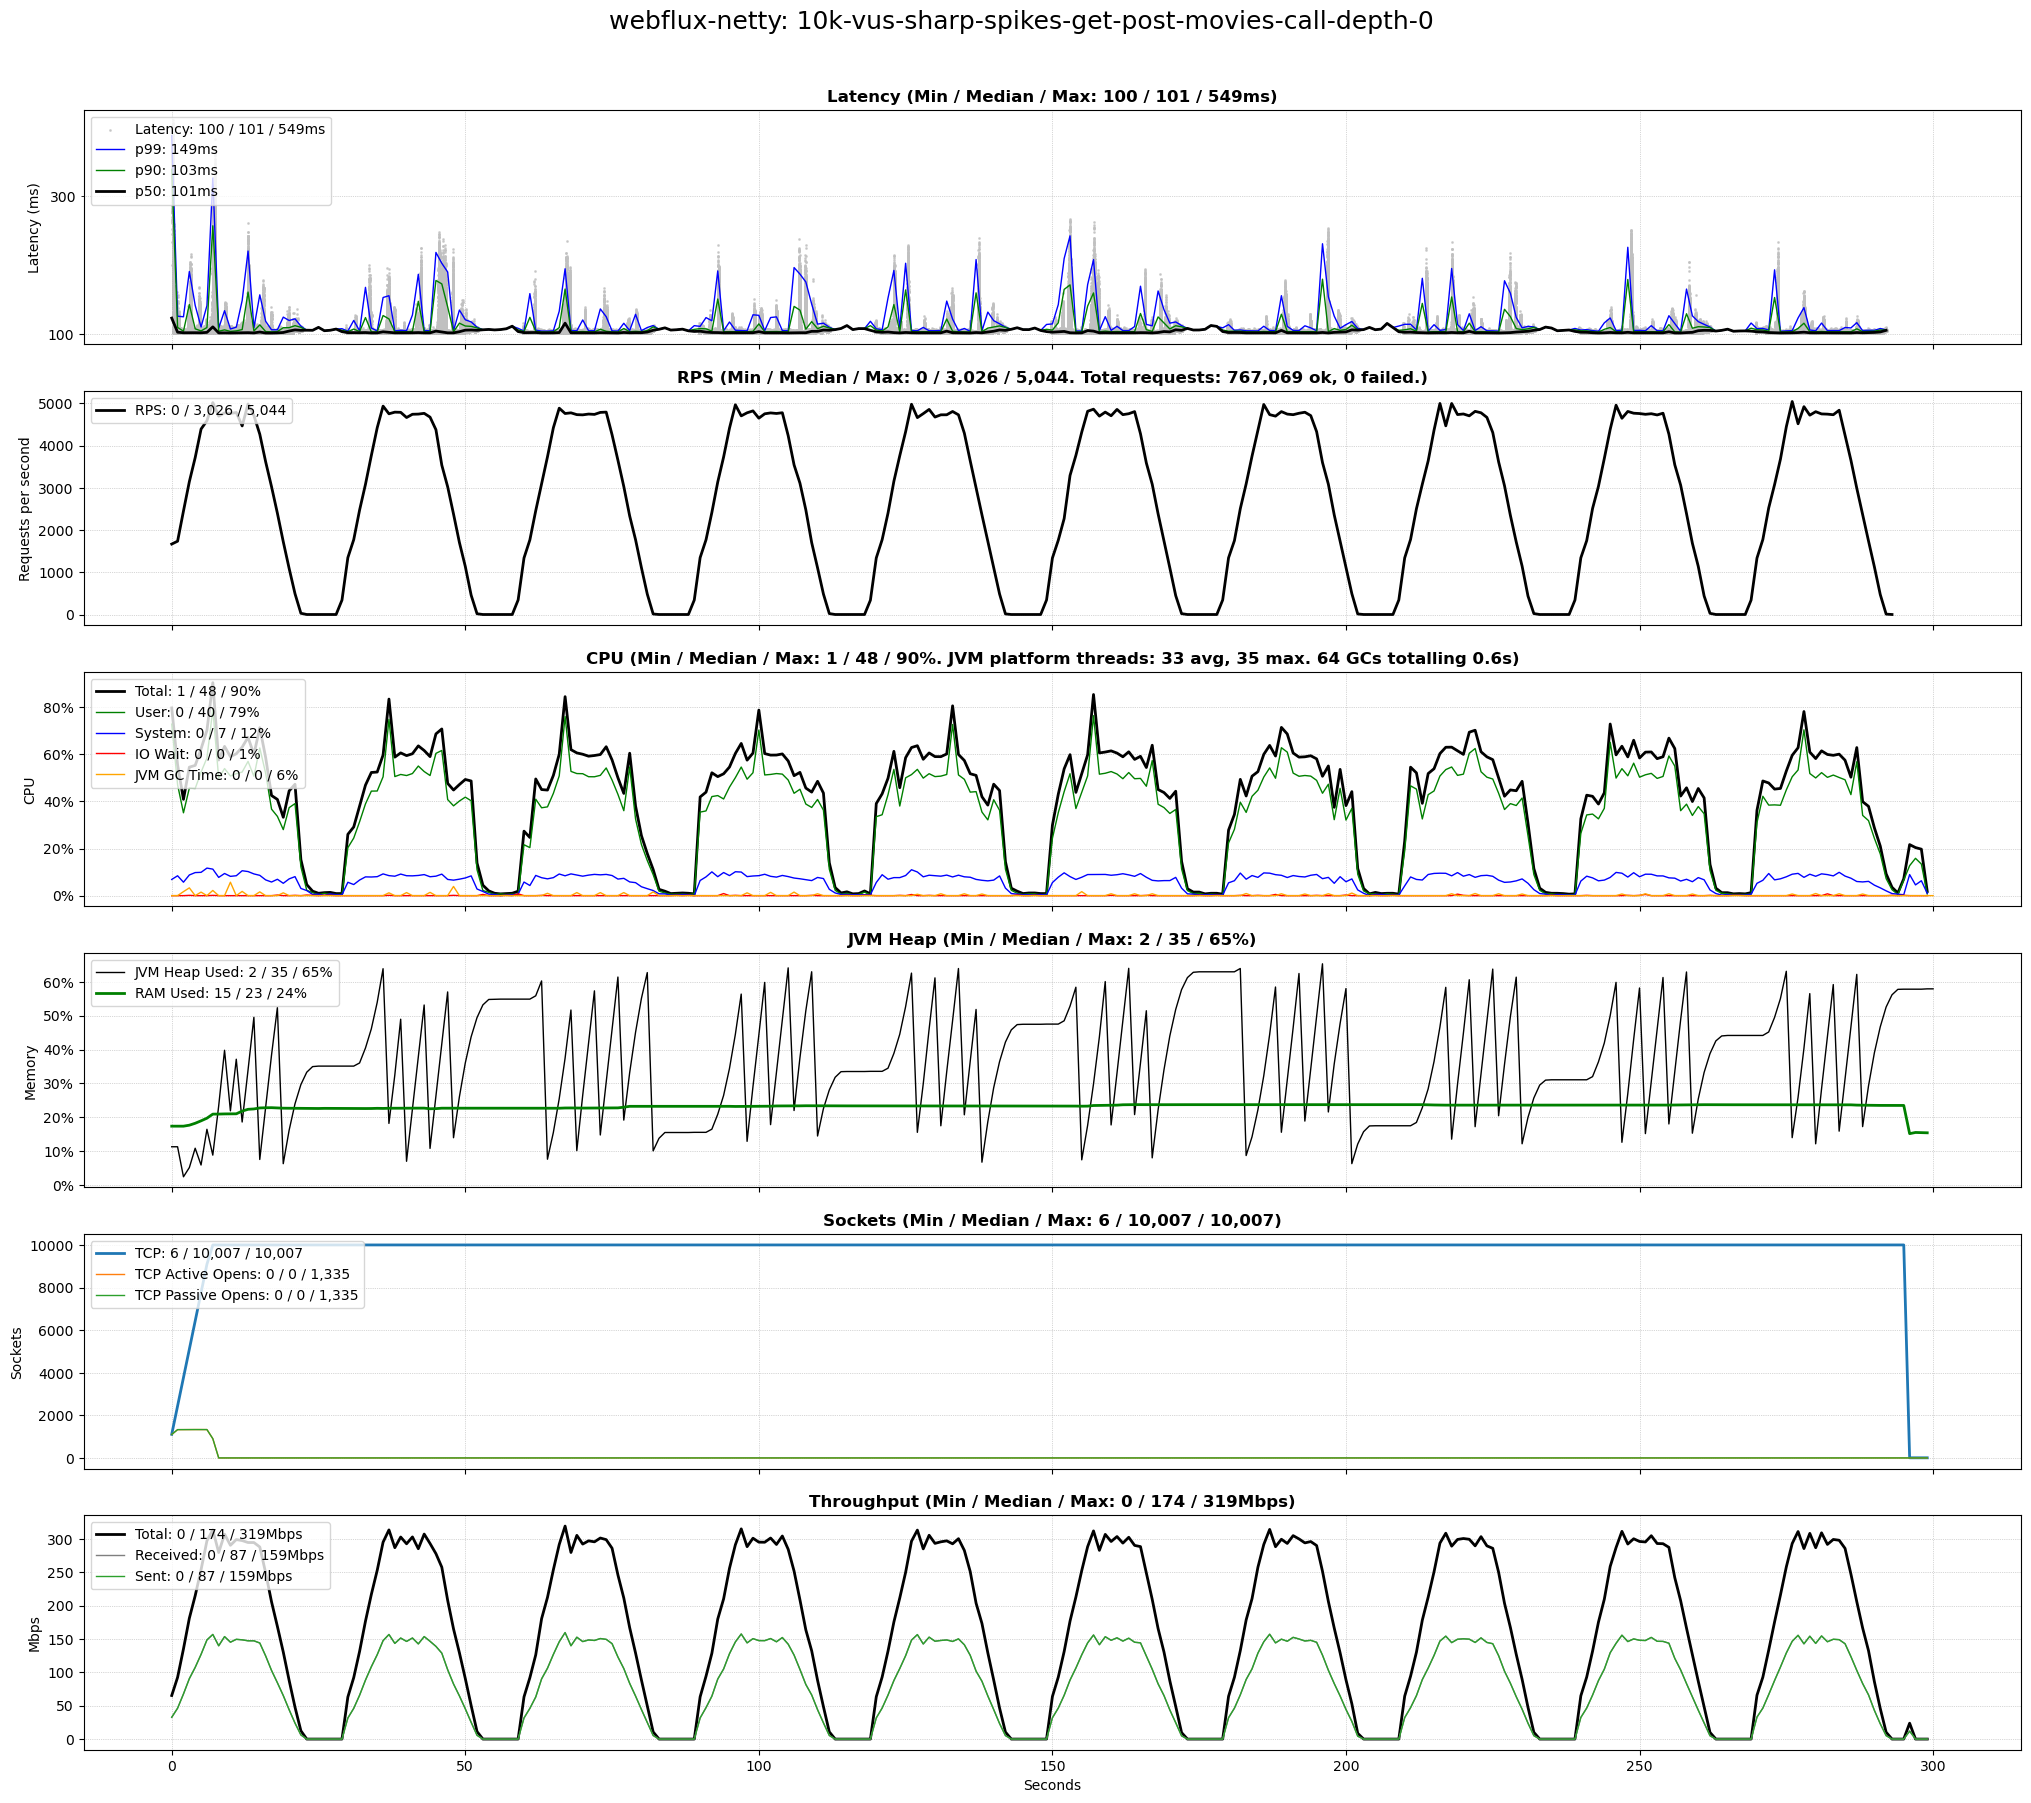 webflux-netty: 10k-vus-sharp-spikes-get-post-movies-call-depth-0
Latency (Min / Median / Max: 100 / 101 / 549ms)
Latency: 100 / 101 / 549ms
p99: 149ms
p90: 103ms
p50: 101ms
Latency (ms)
300
100
RPS (Min / Median / Max: 0 / 3,026 / 5,044. Total requests: 767,069 ok, 0 failed.)
RPS: 0 / 3,026 / 5,044
Requests per second
5000
4000
3000
2000
1000
0
CPU (Min / Median / Max: 1 / 48 / 90%. JVM platform threads: 33 avg, 35 max. 64 GCs totalling 0.6s)
Total: 1 / 48 / 90%
User: 0 / 40 / 79%
System: 0 / 7 / 12%
IO Wait: 0 / 0 / 1%
JVM GC Time: 0 / 0 / 6%
CPU
80%
60%
40%
20%
0%
JVM Heap (Min / Median / Max: 2 / 35 / 65%)
JVM Heap Used: 2 / 35 / 65%
RAM Used: 15 / 23 / 24%
Memory
60%
50%
40%
30%
20%
10%
0%
Sockets (Min / Median / Max: 6 / 10,007 / 10,007)
TCP: 6 / 10,007 / 10,007
TCP Active Opens: 0 / 0 / 1,335
TCP Passive Opens: 0 / 0 / 1,335
Sockets
10000
8000
6000
4000
2000
0
Throughput (Min / Median / Max: 0 / 174 / 319Mbps)
Total: 0 / 174 / 319Mbps
Received: 0 / 87 / 159Mbps
Sent: 0 / 87 / 159Mbps
Mbps
300
250
200
150
100
50
0
0 50 100 150 200 250 300
Seconds